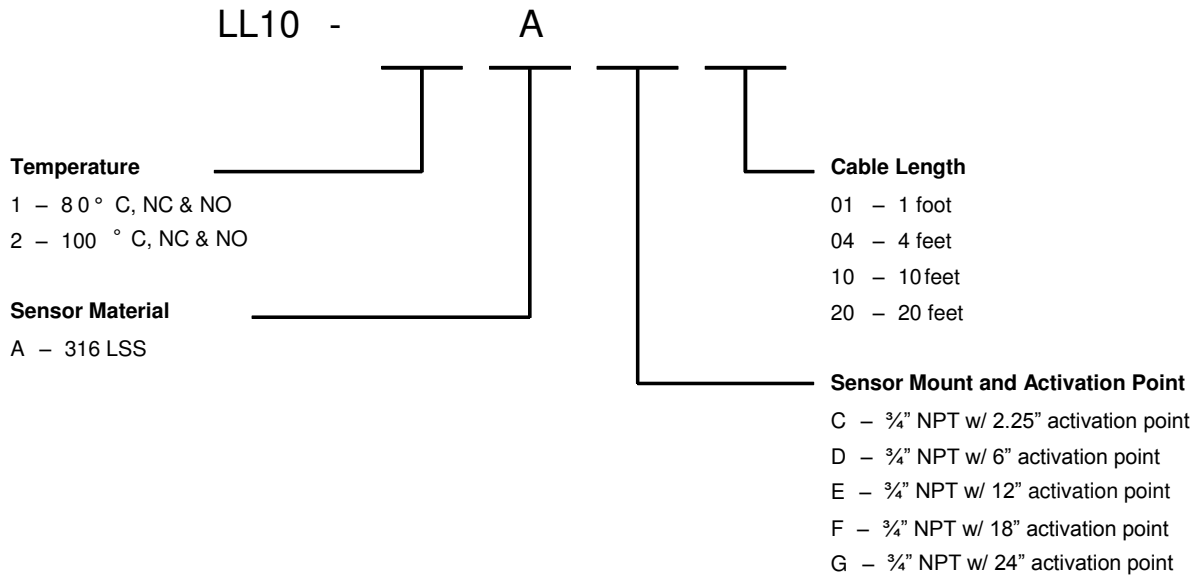 LL10 - A
Temperature
1 – 80° C, NC & NO
2 – 100 ° C, NC & NO
Sensor Material
A – 316 LSS
Cable Length
01 – 1 foot
04 – 4 feet
10 – 10 feet
20 – 20 feet
Sensor Mount and Activation Point
C – ¾” NPT w/ 2.25” activation point
D – ¾” NPT w/ 6” activation point
E – ¾” NPT w/ 12” activation point
F – ¾” NPT w/ 18” activation point
G – ¾” NPT w/ 24” activation point